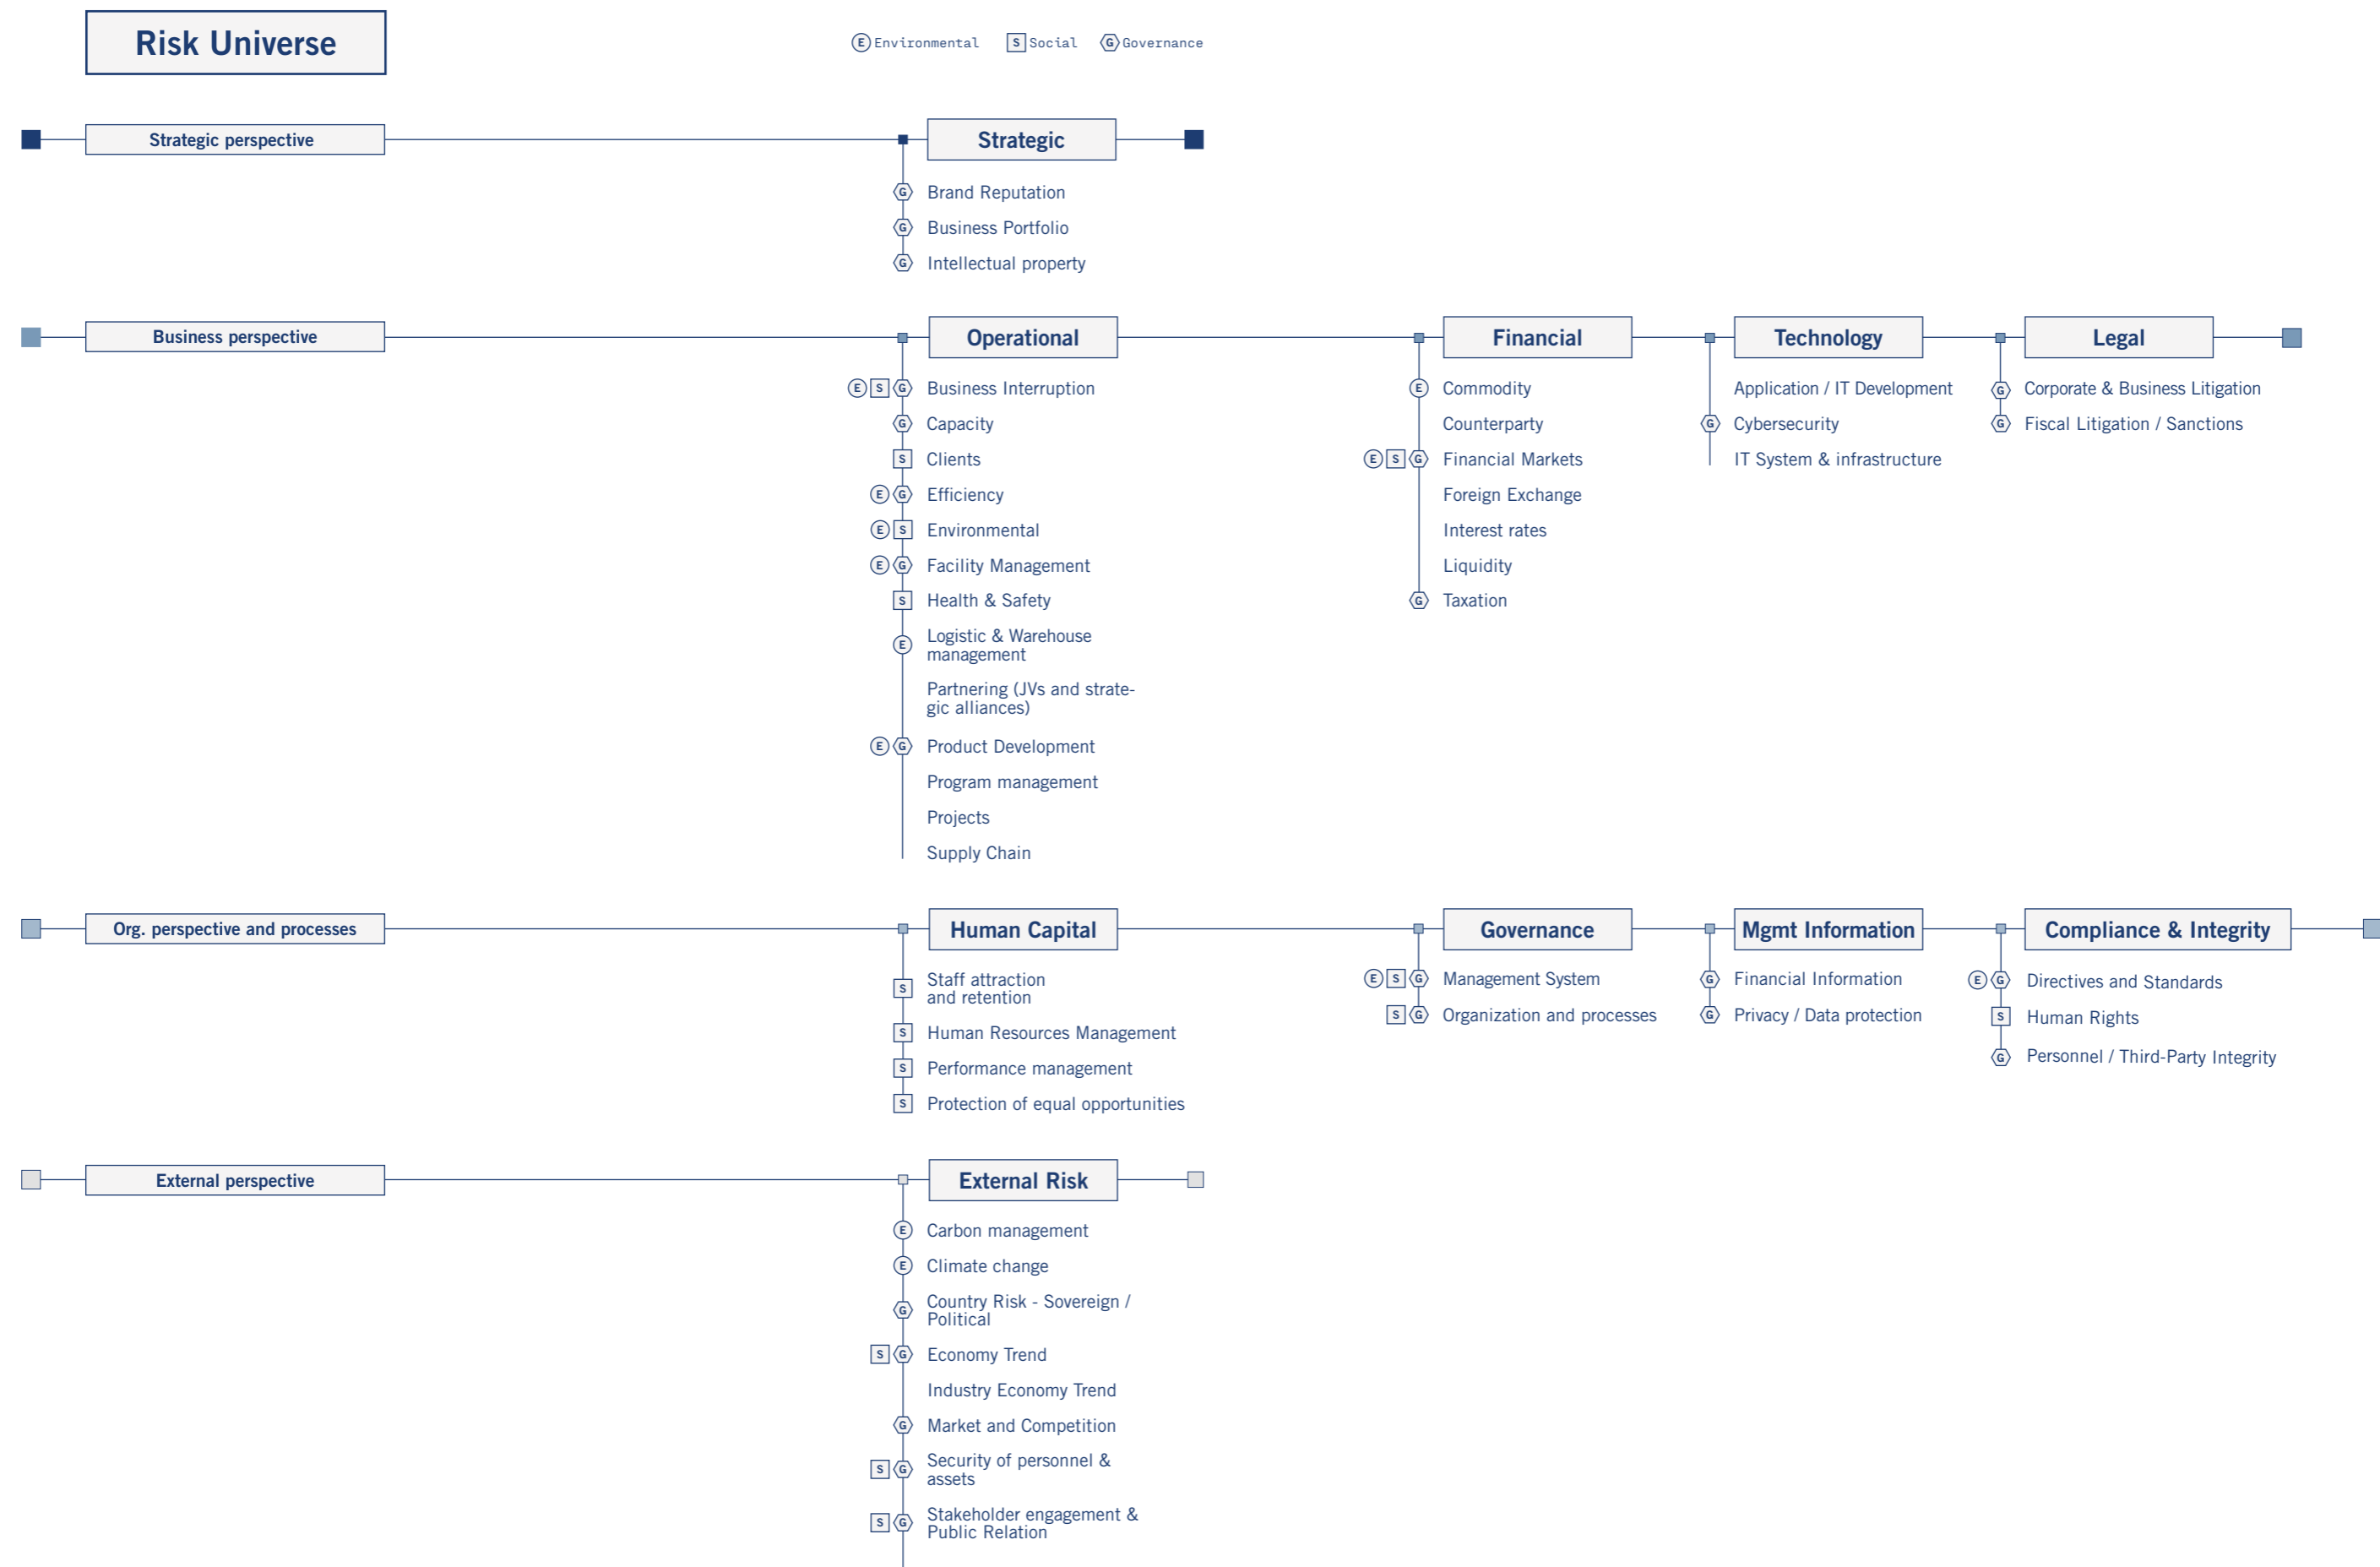 Risk Universe
E Environmental S Social G Governance
Strategic perspective
Strategic
G Brand Reputation
G Business Portfolio
G Intellectual property
Business perspective
Operational
E S G Business Interruption
G Capacity
S Clients
E G Efficiency
E S Environmental
E G Facility Management
S Health & Safety
E Logistic & Warehouse
management
Partnering (JVs and strate-
gic alliances)
E G Product Development
Program management
Projects
Supply Chain
Financial
E Commodity
Counterparty
E S G Financial Markets
Foreign Exchange
Interest rates
Liquidity
G Taxation
Technology
Application / IT Development
G Cybersecurity
IT System & infrastructure
Legal
G Corporate & Business Litigation
G Fiscal Litigation / Sanctions
Org. perspective and processes
Human Capital
S Staff attraction
and retention
S Human Resources Management
S Performance management
S Protection of equal opportunities
Governance
E S G Management System
S G Organization and processes
Mgmt Information
G Financial Information
G Privacy / Data protection
Compliance & Integrity
E G Directives and Standards
S Human Rights
G Personnel / Third-Party Integrity
External perspective
External Risk
E Carbon management
E Climate change
G Country Risk - Sovereign /
Political
S G Economy Trend
Industry Economy Trend
G Market and Competition
S G Security of personnel &
assets
S G Stakeholder engagement &
Public Relation